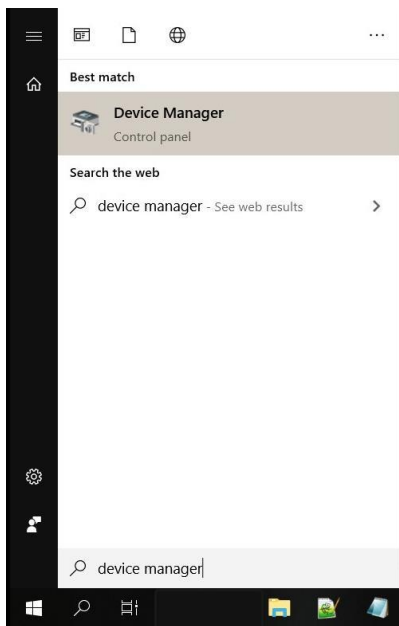 Best match
Device Manager
Control panel
Search the web
device manager - See web results
device manager